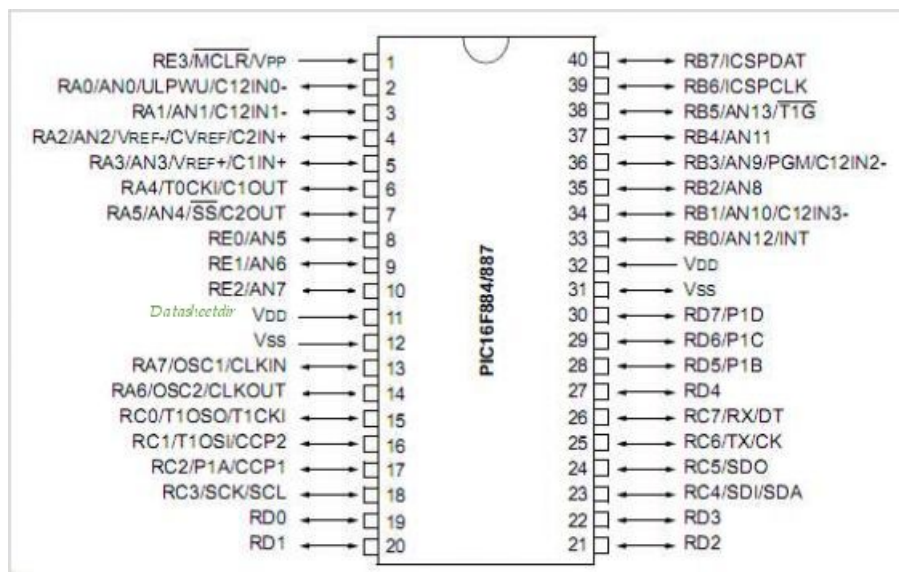 RE3/MCLR/VPP 1 40 RB7/ICSPDAT
RA0/AN0/ULPWU/C12IN0- 2 39 RB6/ICSPCLK
RA1/AN1/C12IN1- 3 38 RB5/AN13/T1G
RA2/AN2/VREF-/CVREF/C2IN+ 4 37 RB4/AN11
RA3/AN3/VREF+/C1IN+ 5 36 RB3/AN9/PGM/C12IN2-
RA4/T0CKI/C1OUT 6 35 RB2/AN8
RA5/AN4/SS/C2OUT 7 34 RB1/AN10/C12IN3-
RE0/AN5 8 33 RB0/AN12/INT
RE1/AN6 9 32 VDD
RE2/AN7 10 31 VSS
Datasheetdir VDD 11 30 RD7/P1D
VSS 12 29 RD6/P1C
RA7/OSC1/CLKIN 13 28 RD5/P1B
RA6/OSC2/CLKOUT 14 27 RD4
RC0/T1OSO/T1CKI 15 26 RC7/RX/DT
RC1/T1OSI/CCP2 16 25 RC6/TX/CK
RC2/P1A/CCP1 17 24 RC5/SDO
RC3/SCK/SCL 18 23 RC4/SDI/SDA
RD0 19 22 RD3
RD1 20 21 RD2
PIC16F884/887